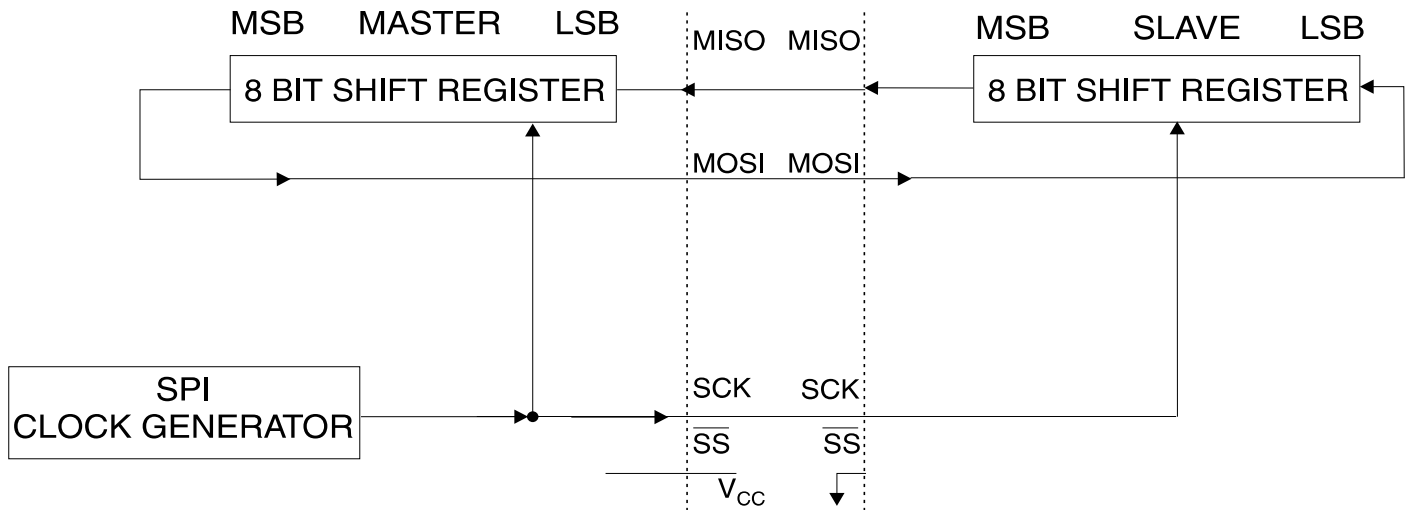 MSB MASTER LSB
MISO MISO
MSB SLAVE LSB
8 BIT SHIFT REGISTER
8 BIT SHIFT REGISTER
MOSI MOSI
SPI
CLOCK GENERATOR
SCK SCK
SS SS
VCC